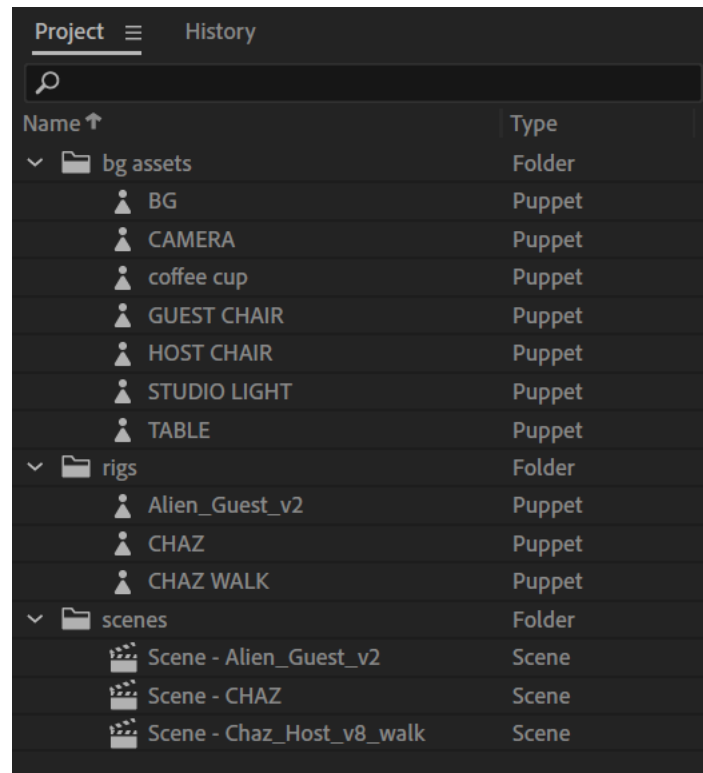 Project History
Name Type
bg assets Folder
BG Puppet
CAMERA Puppet
coffee cup Puppet
GUEST CHAIR Puppet
HOST CHAIR Puppet
STUDIO LIGHT Puppet
TABLE Puppet
rigs Folder
Alien_Guest_v2 Puppet
CHAZ Puppet
CHAZ WALK Puppet
scenes Folder
Scene - Alien_Guest_v2 Scene
Scene - CHAZ Scene
Scene - Chaz_Host_v8_walk Scene